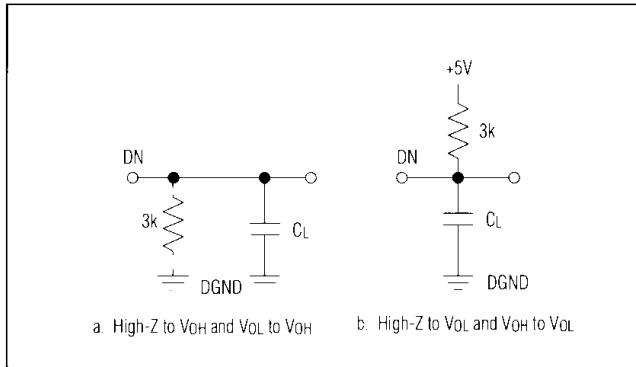 +5V
3k
DN
DN
3k
CL
CL
DGND
DGND
a. High-Z to VOH and VOL to VOH
b. High-Z to VOL and VOH to VOL